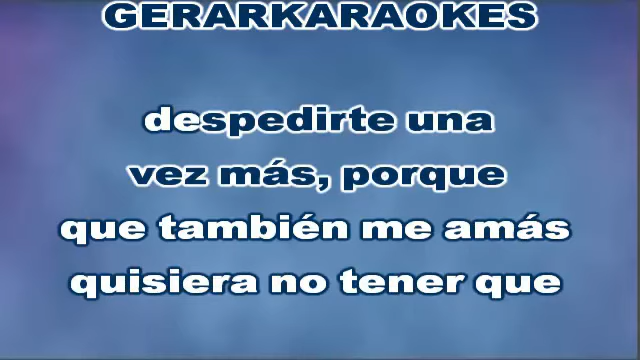 GERARKARAOKES
despedirte una
vez más, porque
que también me amás
quisiera no tener que